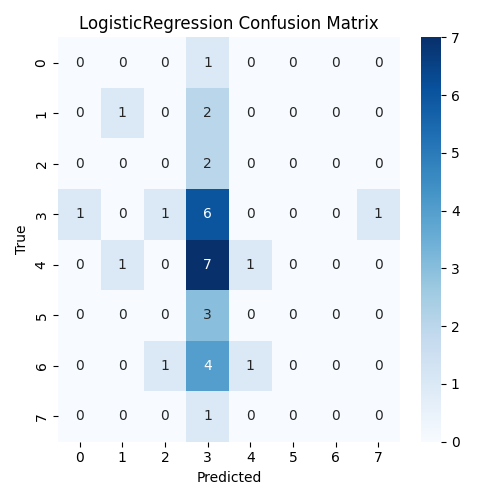 LogisticRegression Confusion Matrix
True
0 0 0 0 1 0 0 0 0
1 0 1 0 2 0 0 0 0
2 0 0 0 2 0 0 0 0
3 1 0 1 6 0 0 0 1
4 0 1 0 7 1 0 0 0
5 0 0 0 3 0 0 0 0
6 0 0 1 4 1 0 0 0
7 0 0 0 1 0 0 0 0
0 1 2 3 4 5 6 7
Predicted
7
6
5
4
3
2
1
0